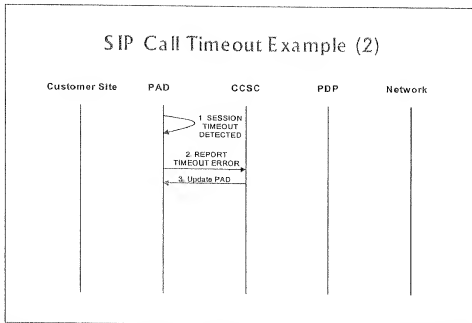 SIP Call Timeout Example (2)
Customer Site PAD CCSC PDP Network
1. SESSION
TIMEOUT
DETECTED
2. REPORT
TIMEOUT ERROR
3. Update PAD